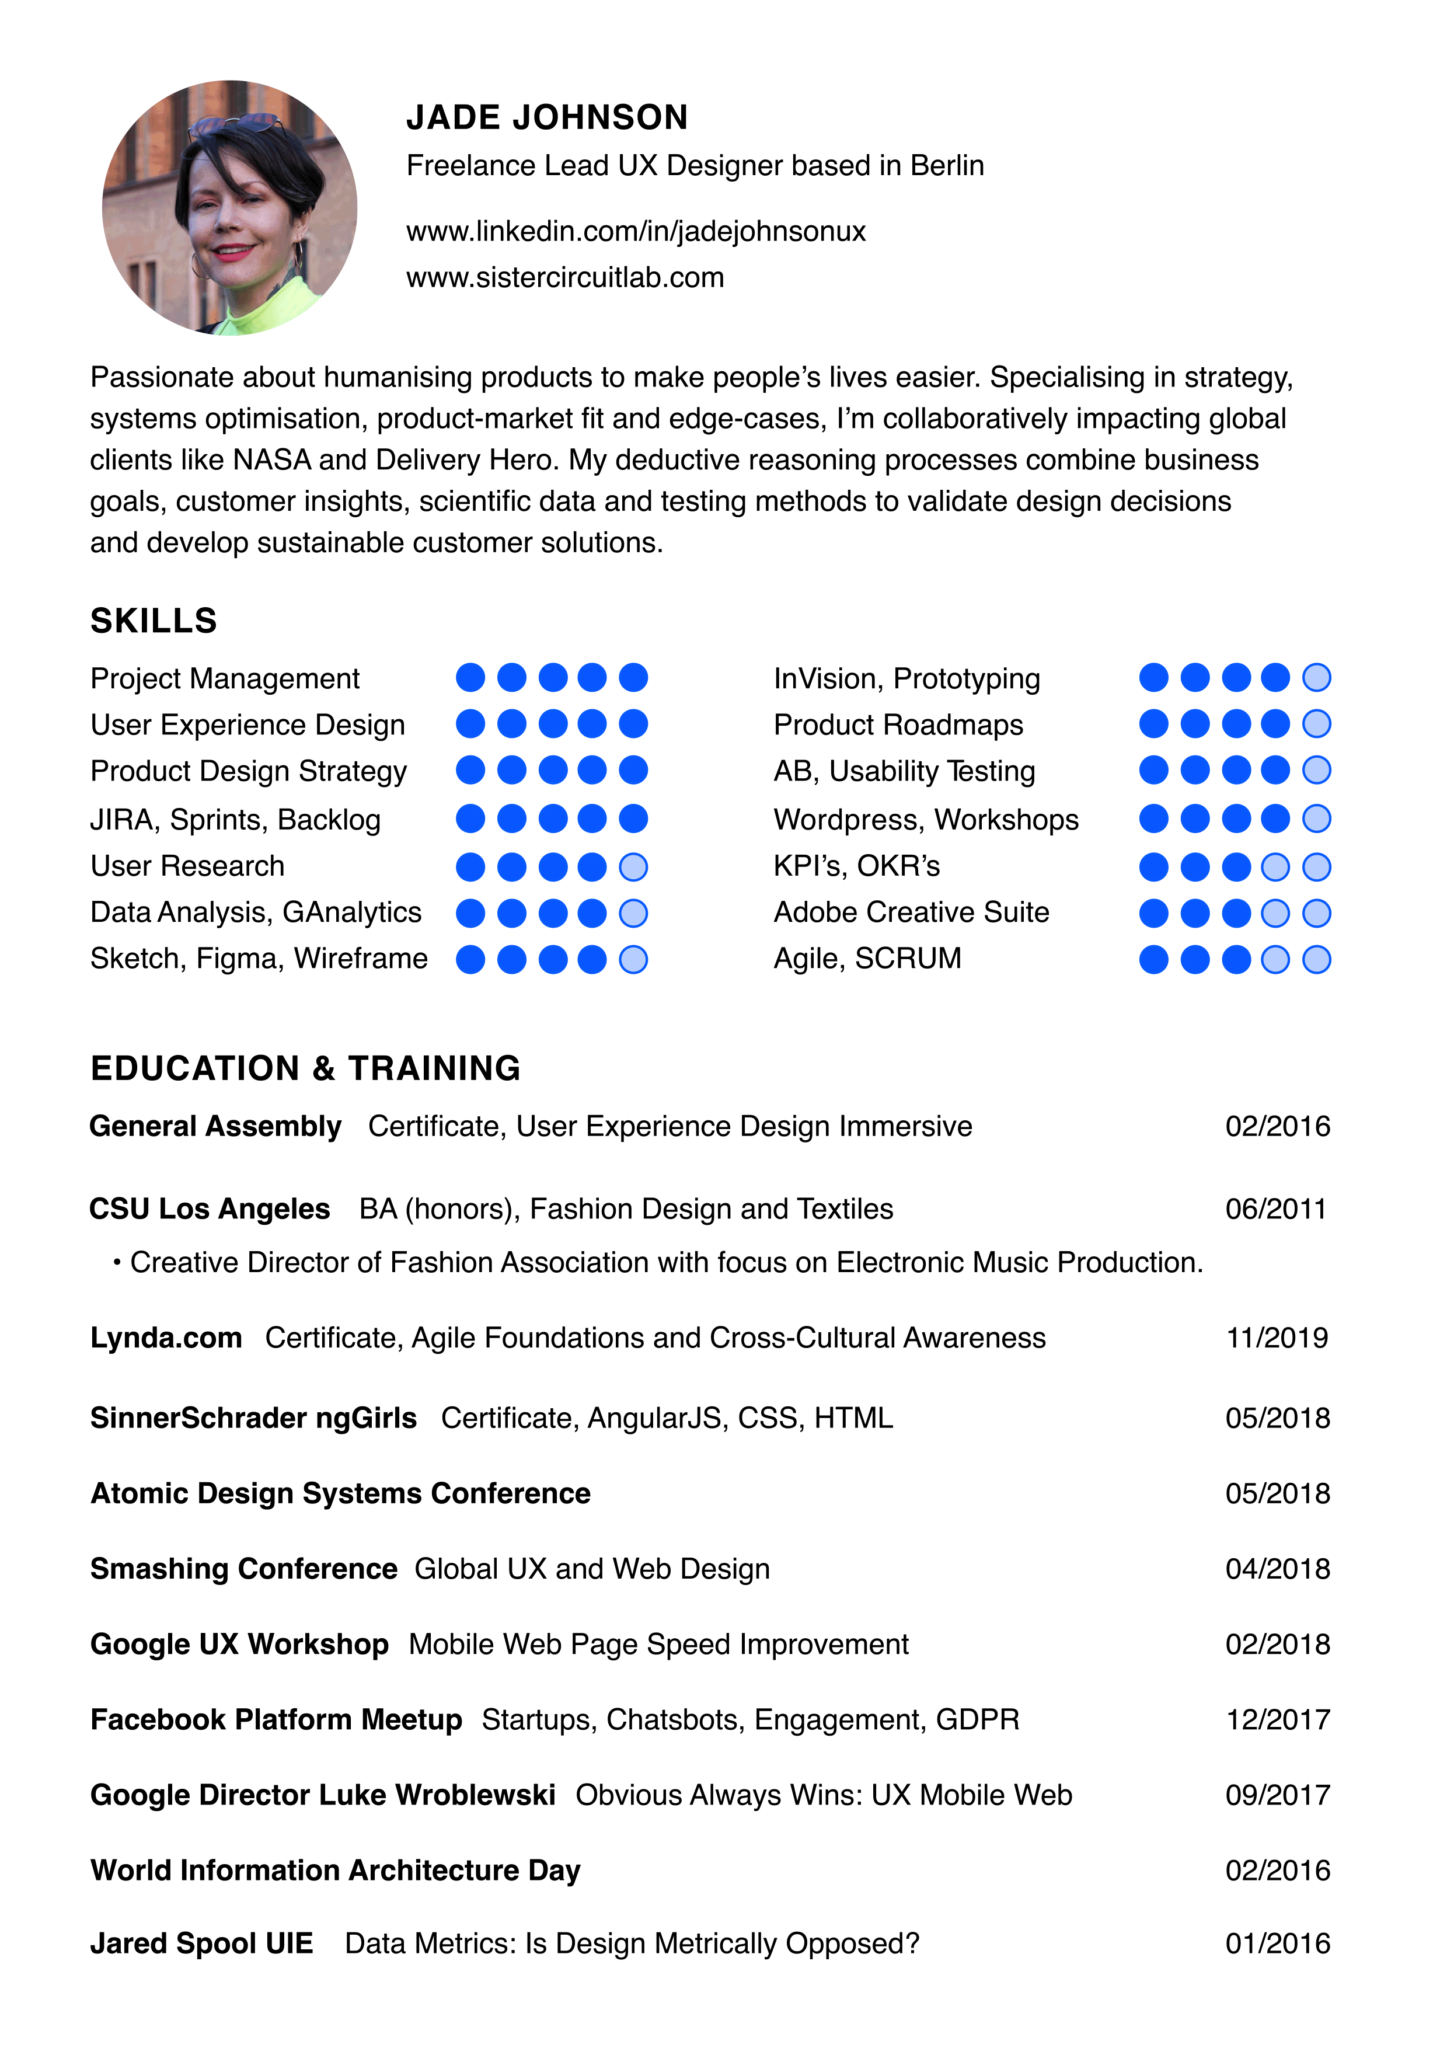 JADE JOHNSON
Freelance Lead UX Designer based in Berlin
www.linkedin.com/in/jadejohnsonux
www.sistercircuitlab.com
Passionate about humanising products to make people’s lives easier. Specialising in strategy,
systems optimisation, product-market fit and edge-cases, I’m collaboratively impacting global
clients like NASA and Delivery Hero. My deductive reasoning processes combine business
goals, customer insights, scientific data and testing methods to validate design decisions
and develop sustainable customer solutions.
SKILLS
Project Management
User Experience Design
Product Design Strategy
JIRA, Sprints, Backlog
User Research
Data Analysis, GAnalytics
Sketch, Figma, Wireframe
InVision, Prototyping
Product Roadmaps
AB, Usability Testing
Wordpress, Workshops
KPI’s, OKR’s
Adobe Creative Suite
Agile, SCRUM
EDUCATION & TRAINING
General Assembly Certificate, User Experience Design Immersive 02/2016
CSU Los Angeles BA (honors), Fashion Design and Textiles 06/2011
• Creative Director of Fashion Association with focus on Electronic Music Production.
Lynda.com Certificate, Agile Foundations and Cross-Cultural Awareness 11/2019
SinnerSchrader ngGirls Certificate, AngularJS, CSS, HTML 05/2018
Atomic Design Systems Conference 05/2018
Smashing Conference Global UX and Web Design 04/2018
Google UX Workshop Mobile Web Page Speed Improvement 02/2018
Facebook Platform Meetup Startups, Chatsbots, Engagement, GDPR 12/2017
Google Director Luke Wroblewski Obvious Always Wins: UX Mobile Web 09/2017
World Information Architecture Day 02/2016
Jared Spool UIE Data Metrics: Is Design Metrically Opposed? 01/2016